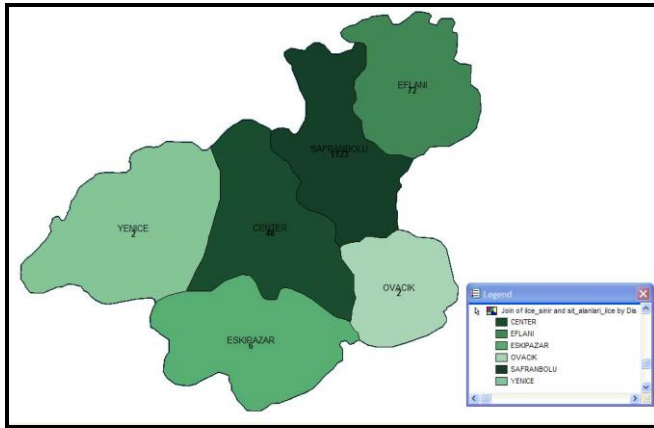 EFLANI
72
SAFRANBOLU
1123
YENICE
2
CENTER
48
OVACIK
2
ESKIPAZAR
6
Legend
Join of ilce_sinir and sit_alanlari_ilce by Dis
CENTER
EFLANI
ESKIPAZAR
OVACIK
SAFRANBOLU
YENICE